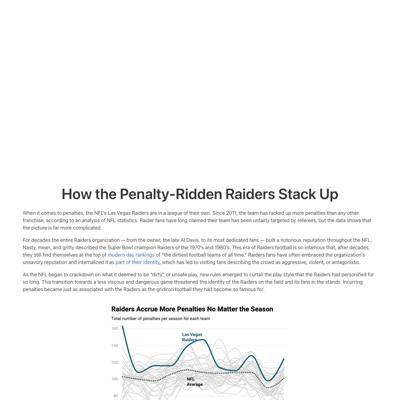 How the Penalty-Ridden Raiders Stack Up
When it comes to penalties, the NFL's Las Vegas Raiders are in a league of their own. Since 2011, the team has racked up more penalties than any other
franchise, according to an analysis of NFL statistics. Raider fans have long claimed their team has been unfairly targeted by referees, but the data shows that
the picture is far more complicated.
For decades the entire Raiders organization — from the owner, the late Al Davis, to its most dedicated fans — built a notorious reputation throughout the NFL.
Nasty, mean, and gritty described the Super Bowl champion Raiders of the 1970's and 1980's. This era of Raiders football is so infamous that, after decades,
they still find themselves at the top of modern day rankings of "the dirtiest football teams of all time." Raiders fans have often embraced the organization's
unsavory reputation and internalized it as part of their identity, which has led to visiting fans describing the crowd as aggressive, violent, or antagonistic.
As the NFL began to crackdown on what it deemed to be "dirty", or unsafe play, new rules emerged to curtail the play style that the Raiders had personified for
so long. This transition towards a less viscous and dangerous game threatened the identity of the Raiders on the field and its fans in the stands. Incurring
penalties became just as associated with the Raiders as the gridiron football they had become so famous for.
Raiders Accrue More Penalties No Matter the Season
Total number of penalties per season for each team
160
Las Vegas
Raiders
140
120
NFL
Average
100
80